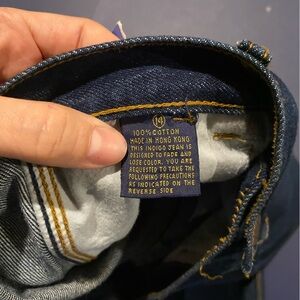 14
100% COTTON
MADE IN HONG KONG
THIS INDIGO JEAN IS
DESIGNED TO FADE AND
LOSE COLOR. YOU ARE
REQUESTED TO TAKE THE
FOLLOWING PRECAUTIONS
AS INDICATED ON THE
REVERSE SIDE